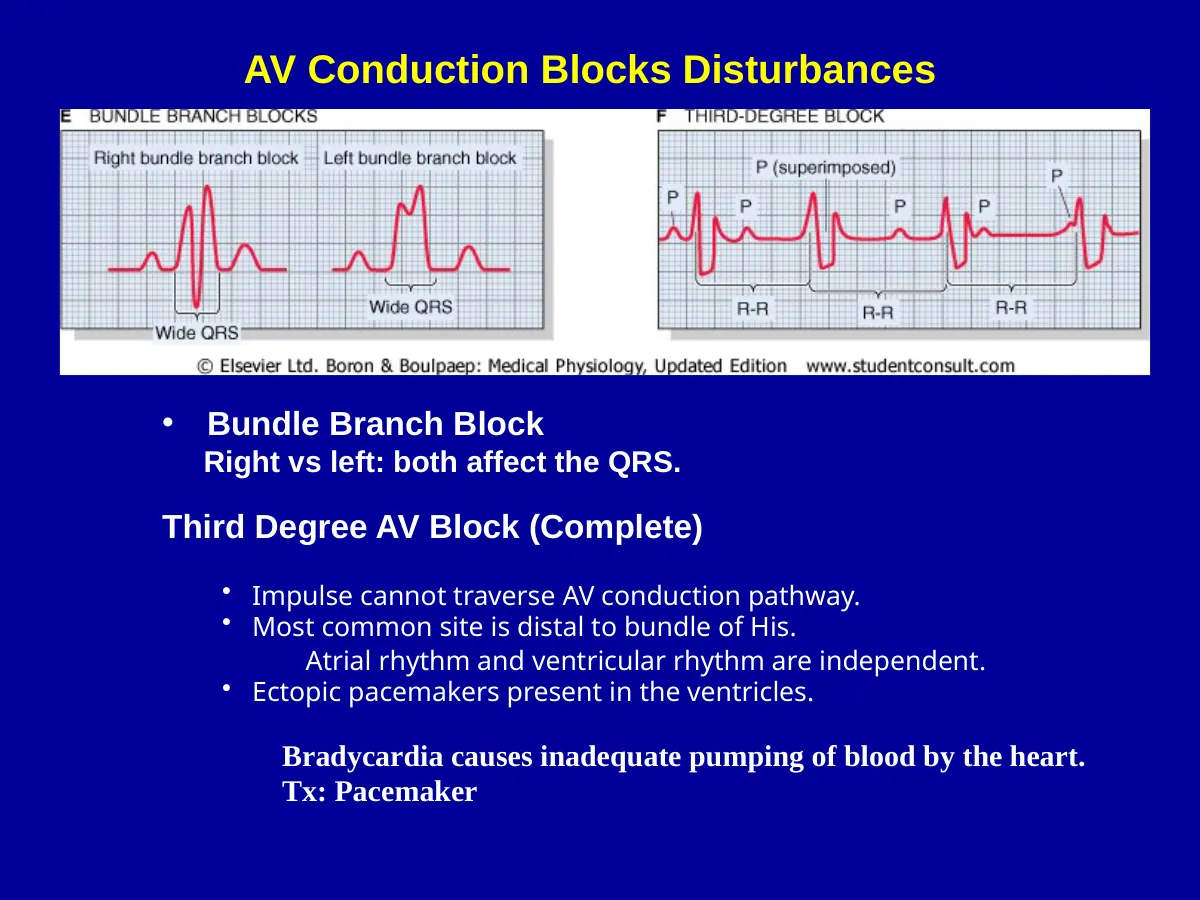 AV Conduction Blocks Disturbances
E BUNDLE BRANCH BLOCKS
Right bundle branch block
Left bundle branch block
Wide QRS
Wide QRS
F THIRD-DEGREE BLOCK
P (superimposed)
P
P
P
P
P
R-R
R-R
R-R
© Elsevier Ltd. Boron & Boulpaep: Medical Physiology, Updated Edition www.studentconsult.com
• Bundle Branch Block
Right vs left: both affect the QRS.
Third Degree AV Block (Complete)
• Impulse cannot traverse AV conduction pathway.
• Most common site is distal to bundle of His.
Atrial rhythm and ventricular rhythm are independent.
• Ectopic pacemakers present in the ventricles.
Bradycardia causes inadequate pumping of blood by the heart.
Tx: Pacemaker